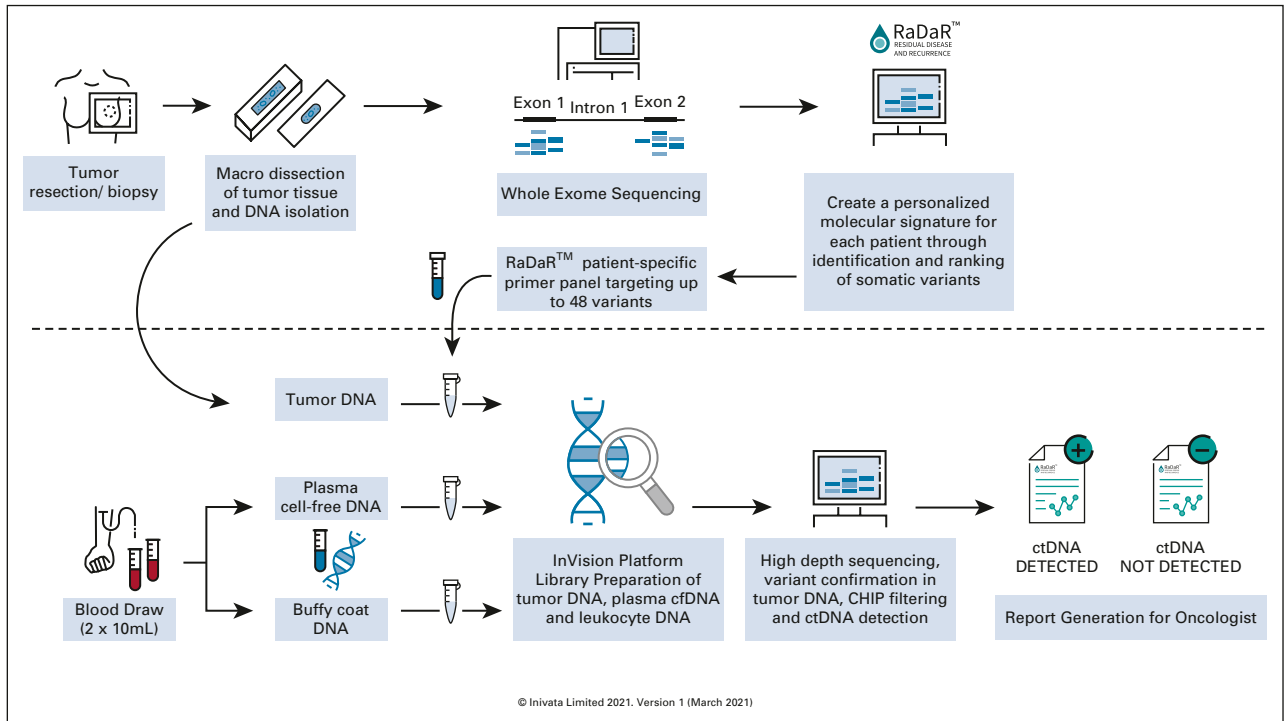 RaDaR™
RESIDUAL DISEASE
AND RECURRENCE
Exon 1
Intron 1
Exon 2
Tumor
resection/ biopsy
Macro dissection
of tumor tissue
and DNA isolation
Whole Exome Sequencing
Create a personalized
molecular signature for
each patient through
identification and ranking
of somatic variants
RaDaR™ patient-specific
primer panel targeting up
to 48 variants
Tumor DNA
Plasma
cell-free DNA
Buffy coat
DNA
Blood Draw
(2 x 10mL)
InVision Platform
Library Preparation of
tumor DNA, plasma cfDNA
and leukocyte DNA
High depth sequencing,
variant confirmation in
tumor DNA, CHIP filtering
and ctDNA detection
RaDaR™
ctDNA
DETECTED
RaDaR™
ctDNA
NOT DETECTED
Report Generation for Oncologist
© Inivata Limited 2021. Version 1 (March 2021)